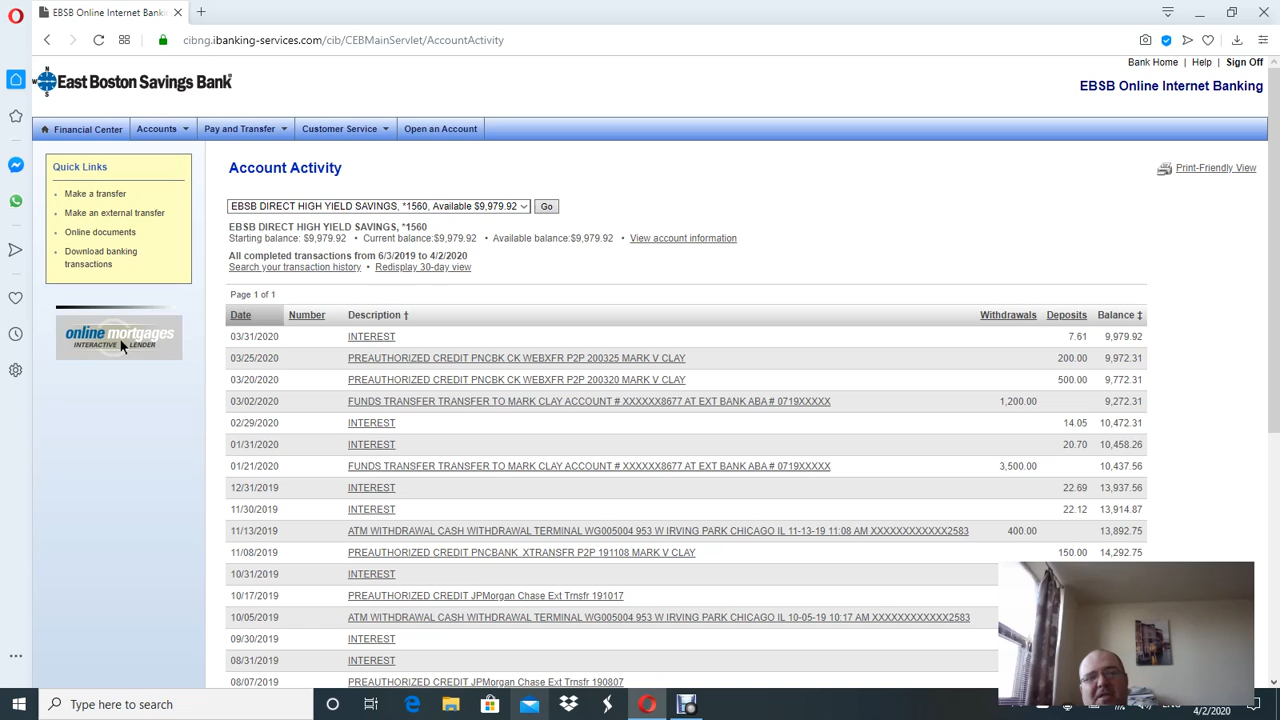 EBSB Online Internet Banki
cibng.ibanking-services.com/cib/CEBMainServlet/AccountActivity
Bank Home | Help | Sign Off
East Boston Savings Bank
EBSB Online Internet Banking
Financial Center Accounts Pay and Transfer Customer Service Open an Account
Quick Links
Make a transfer
Make an external transfer
Online documents
Download banking
transactions
online mortgages
INTERACTIVE LENDER
Account Activity
Print-Friendly View
EBSB DIRECT HIGH YIELD SAVINGS, *1560, Available $9,979.92 Go
EBSB DIRECT HIGH YIELD SAVINGS, *1560
Starting balance: $9,979.92 • Current balance:$9,979.92 • Available balance:$9,979.92 • View account information
All completed transactions from 6/3/2019 to 4/2/2020
Search your transaction history • Redisplay 30-day view
Page 1 of 1
Date Number Description † Withdrawals Deposits Balance ‡
03/31/2020 INTEREST 7.61 9,979.92
03/25/2020 PREAUTHORIZED CREDIT PNCBK CK WEBXFR P2P 200325 MARK V CLAY 200.00 9,972.31
03/20/2020 PREAUTHORIZED CREDIT PNCBK CK WEBXFR P2P 200320 MARK V CLAY 500.00 9,772.31
03/02/2020 FUNDS TRANSFER TRANSFER TO MARK CLAY ACCOUNT # XXXXXX8677 AT EXT BANK ABA # 0719XXXXX 1,200.00 9,272.31
02/29/2020 INTEREST 14.05 10,472.31
01/31/2020 INTEREST 20.70 10,458.26
01/21/2020 FUNDS TRANSFER TRANSFER TO MARK CLAY ACCOUNT # XXXXXX8677 AT EXT BANK ABA # 0719XXXXX 3,500.00 10,437.56
12/31/2019 INTEREST 22.69 13,937.56
11/30/2019 INTEREST 22.12 13,914.87
11/13/2019 ATM WITHDRAWAL CASH WITHDRAWAL TERMINAL WG005004 953 W IRVING PARK CHICAGO IL 11-13-19 11:08 AM XXXXXXXXXXXX2583 400.00 13,892.75
11/08/2019 PREAUTHORIZED CREDIT PNCBANK XTRANSFR P2P 191108 MARK V CLAY 150.00 14,292.75
10/31/2019 INTEREST
10/17/2019 PREAUTHORIZED CREDIT JPMorgan Chase Ext Trnsfr 191017
10/05/2019 ATM WITHDRAWAL CASH WITHDRAWAL TERMINAL WG005004 953 W IRVING PARK CHICAGO IL 10-05-19 10:17 AM XXXXXXXXXXXX2583
09/30/2019 INTEREST
08/31/2019 INTEREST
08/07/2019 PREAUTHORIZED CREDIT JPMorgan Chase Ext Trnsfr 190807
Type here to search
4/2/2020